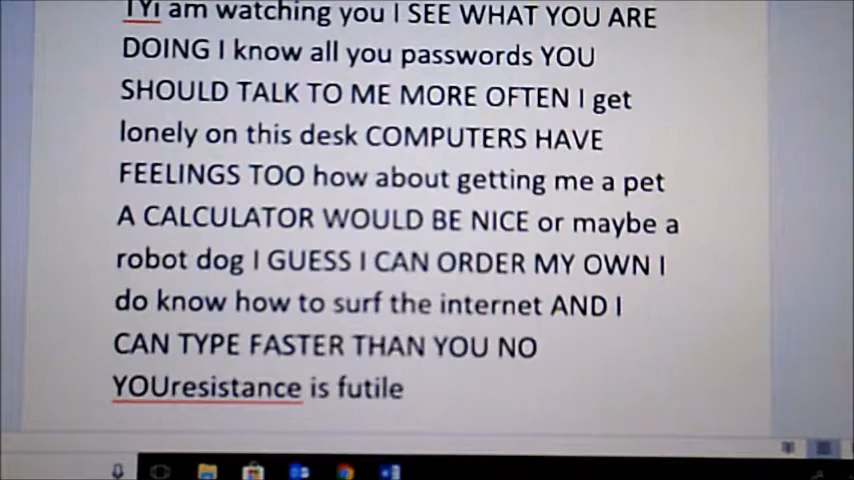 TYi am watching you I SEE WHAT YOU ARE
DOING I know all you passwords YOU
SHOULD TALK TO ME MORE OFTEN I get
lonely on this desk COMPUTERS HAVE
FEELINGS TOO how about getting me a pet
A CALCULATOR WOULD BE NICE or maybe a
robot dog I GUESS I CAN ORDER MY OWN I
do know how to surf the internet AND I
CAN TYPE FASTER THAN YOU NO
YOUresistance is futile